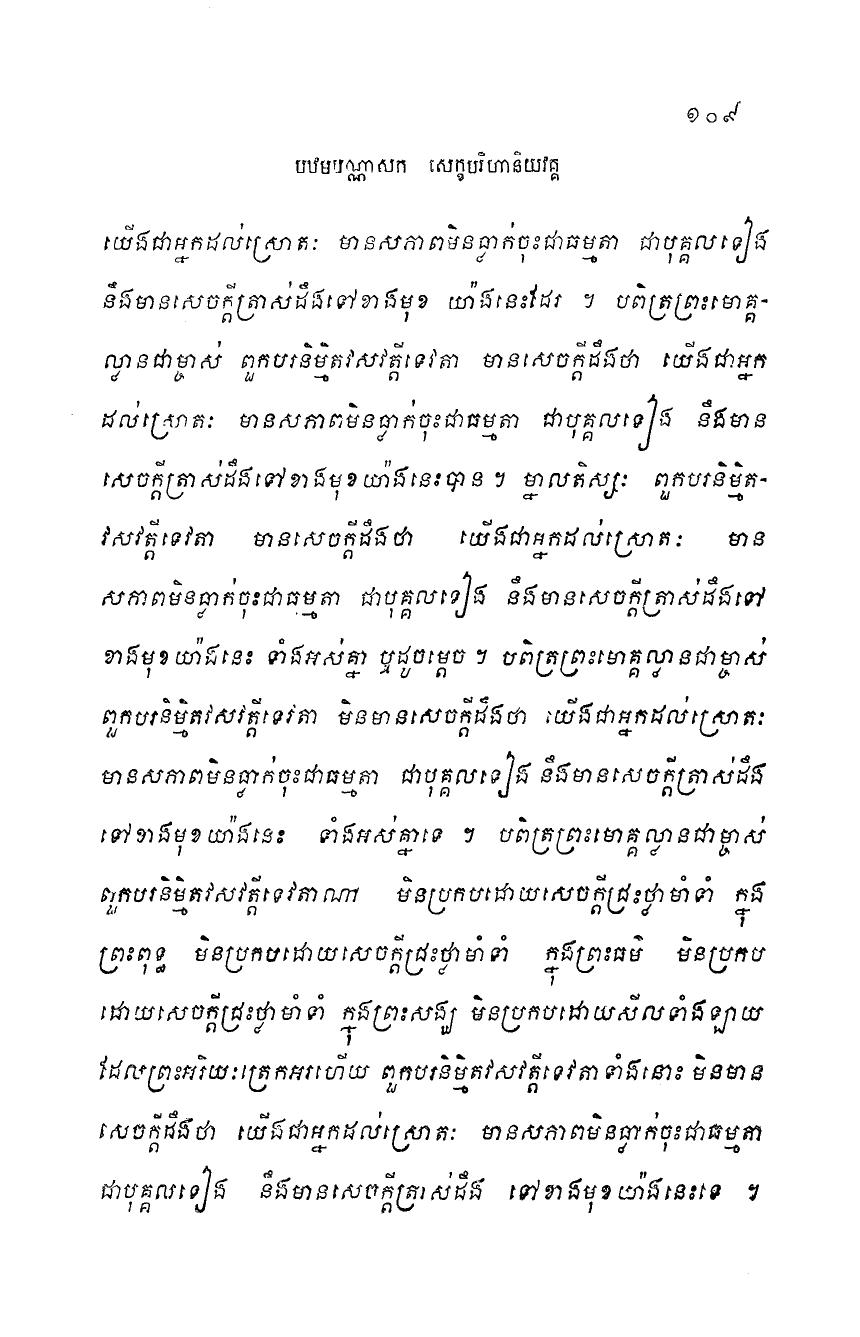 ១០៩
បឋមបណ្ណាសក សេក្ខបរិហានិយវគ្គ
យើងជាអ្នកដល់ស្រោតៈ មានសភាពមិនធ្លាក់ចុះជាធម្មតា ជាបុគ្គលទៀង
នឹងមានសេចក្តីត្រាស់ដឹងទៅខាងមុខ យ៉ាងនេះដែរ ។ បពិត្រព្រះមោគ្គ-
ល្លានជាម្ចាស់ ពួកបរនិម្មិតវសវត្តីទេវតា មានសេចក្តីដឹងថា យើងជាអ្នក
ដល់ស្រោតៈ មានសភាពមិនធ្លាក់ចុះជាធម្មតា ជាបុគ្គលទៀង នឹងមាន
សេចក្តីត្រាស់ដឹងទៅខាងមុខយ៉ាងនេះបាន ។ ម្នាលតិស្សៈ ពួកបរនិម្មិត-
វសវត្តីទេវតា មានសេចក្តីដឹងថា យើងជាអ្នកដល់ស្រោតៈ មាន
សភាពមិនធ្លាក់ចុះជាធម្មតា ជាបុគ្គលទៀង នឹងមានសេចក្តីត្រាស់ដឹងទៅ
ខាងមុខយ៉ាងនេះ ទាំងអស់គ្នា ឬដូចម្តេច ។ បពិត្រព្រះមោគ្គល្លានជាម្ចាស់
ពួកបរនិម្មិតវសវត្តីទេវតា មិនមានសេចក្តីដឹងថា យើងជាអ្នកដល់ស្រោតៈ
មានសភាពមិនធ្លាក់ចុះជាធម្មតា ជាបុគ្គលទៀង នឹងមានសេចក្តីត្រាស់ដឹង
ទៅខាងមុខយ៉ាងនេះ ទាំងអស់គ្នាទេ ។ បពិត្រព្រះមោគ្គល្លានជាម្ចាស់
ពួកបរនិម្មិតវសវត្តីទេវតាណា មិនប្រកបដោយសេចក្តីជ្រះថ្លាមាំទាំ ក្នុង
ព្រះពុទ្ធ មិនប្រកបដោយសេចក្តីជ្រះថ្លាមាំទាំ ក្នុងព្រះធម៌ មិនប្រកប
ដោយសេចក្តីជ្រះថ្លាមាំទាំ ក្នុងព្រះសង្ឃ មិនប្រកបដោយសីលទាំងឡាយ
ដែលព្រះអរិយៈត្រេកអរហើយ ពួកបរនិម្មិតវសវត្តីទេវតាទាំងនោះ មិនមាន
សេចក្តីដឹងថា យើងជាអ្នកដល់ស្រោតៈ មានសភាពមិនធ្លាក់ចុះជាធម្មតា
ជាបុគ្គលទៀង នឹងមានសេចក្តីត្រាស់ដឹង ទៅខាងមុខយ៉ាងនេះទេ ។